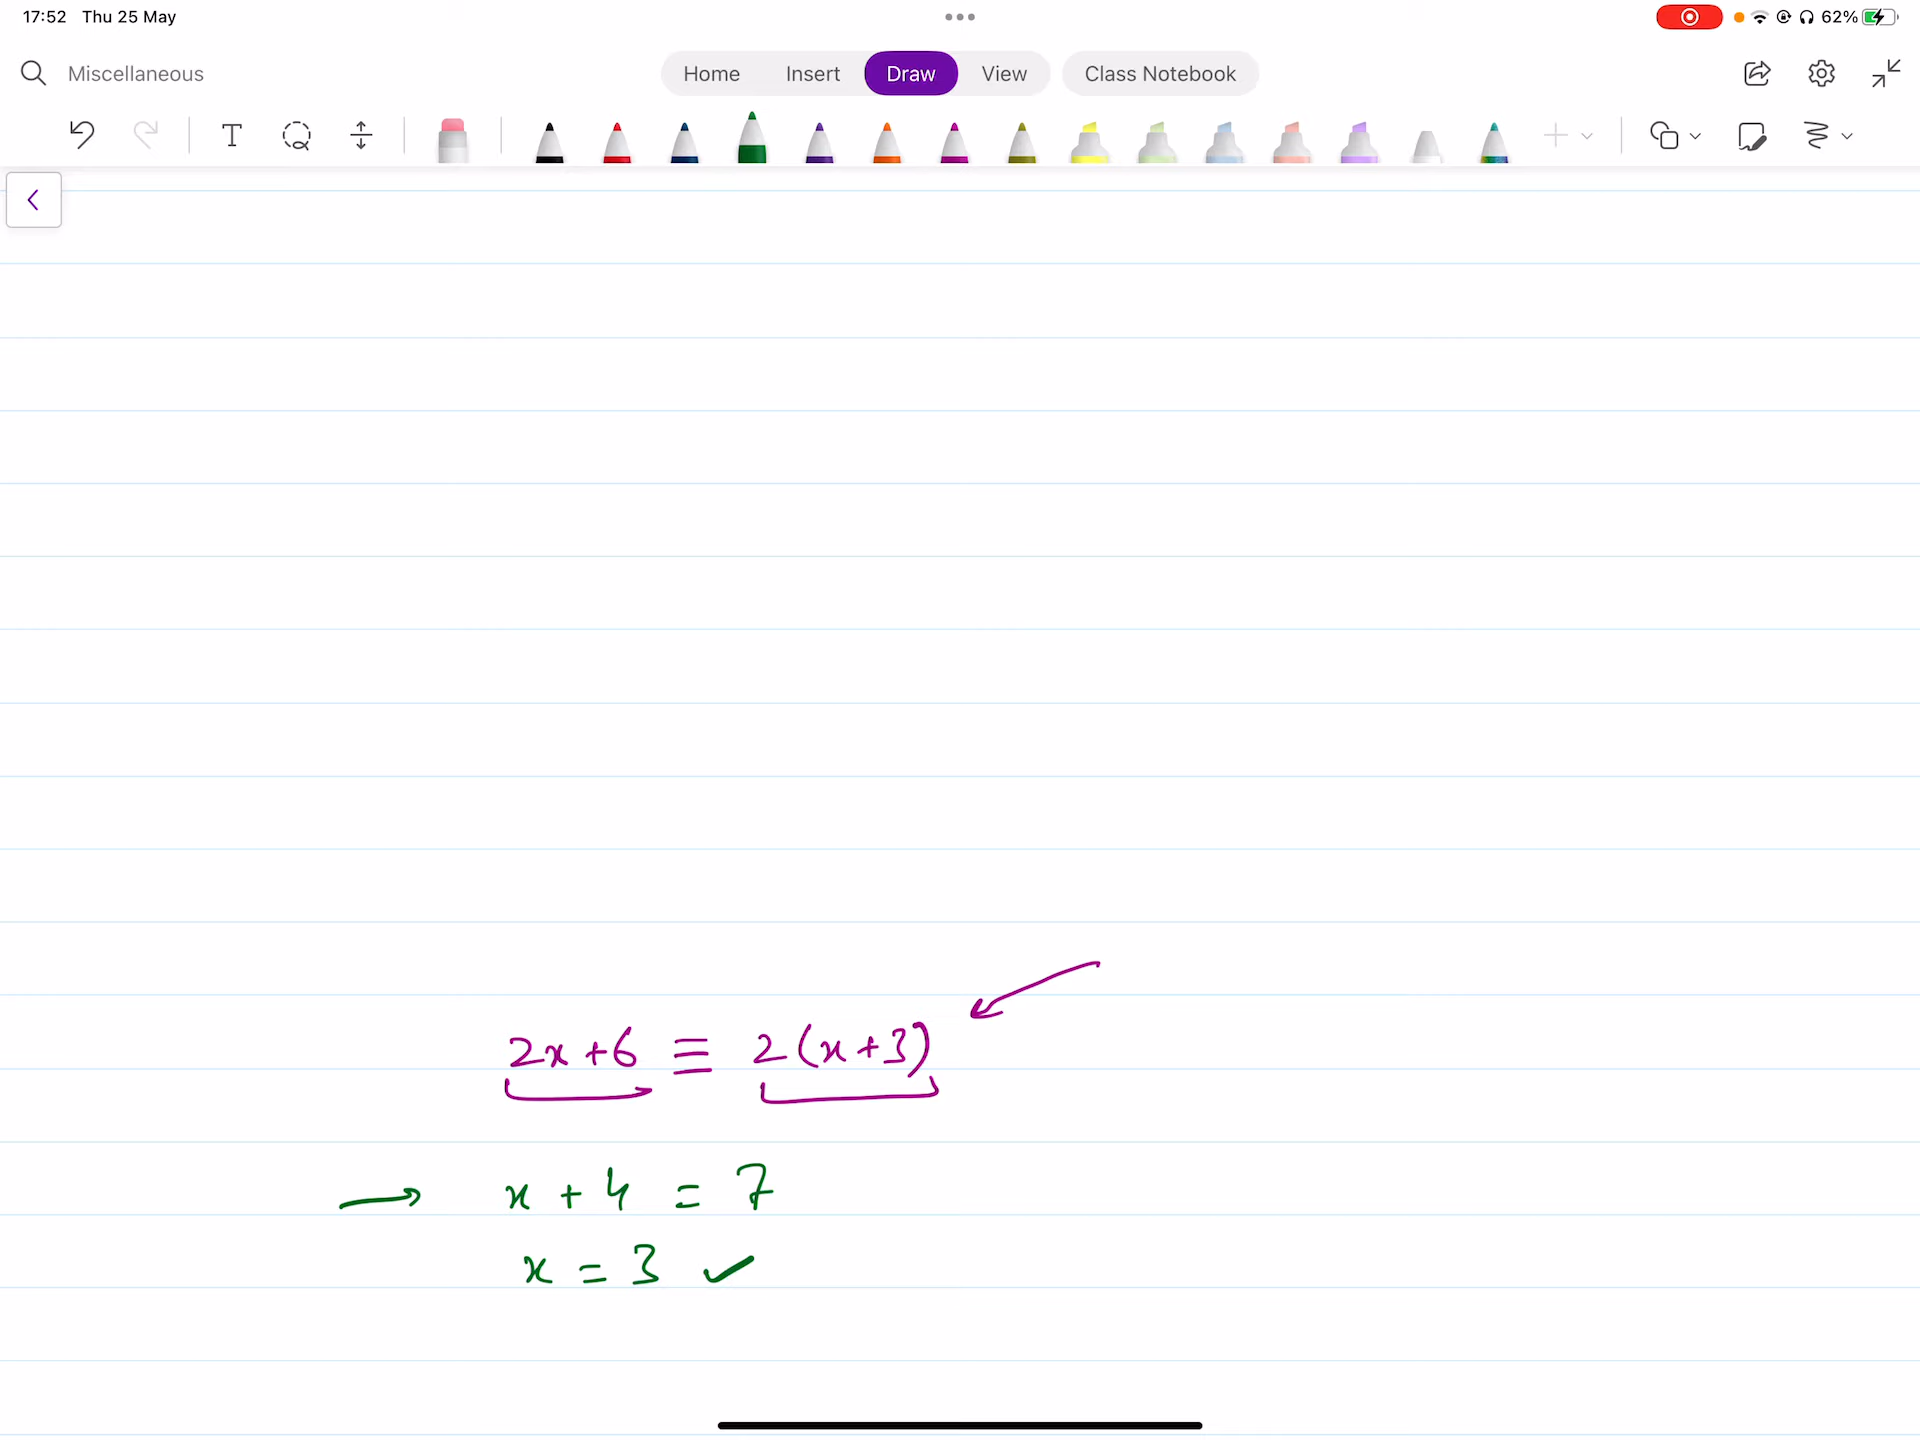 17:52 Thu 25 May 62%
Miscellaneous Home Insert Draw View Class Notebook
T
2x+6 ≡ 2(x+3)
x + 4 = 7
x = 3 ✓